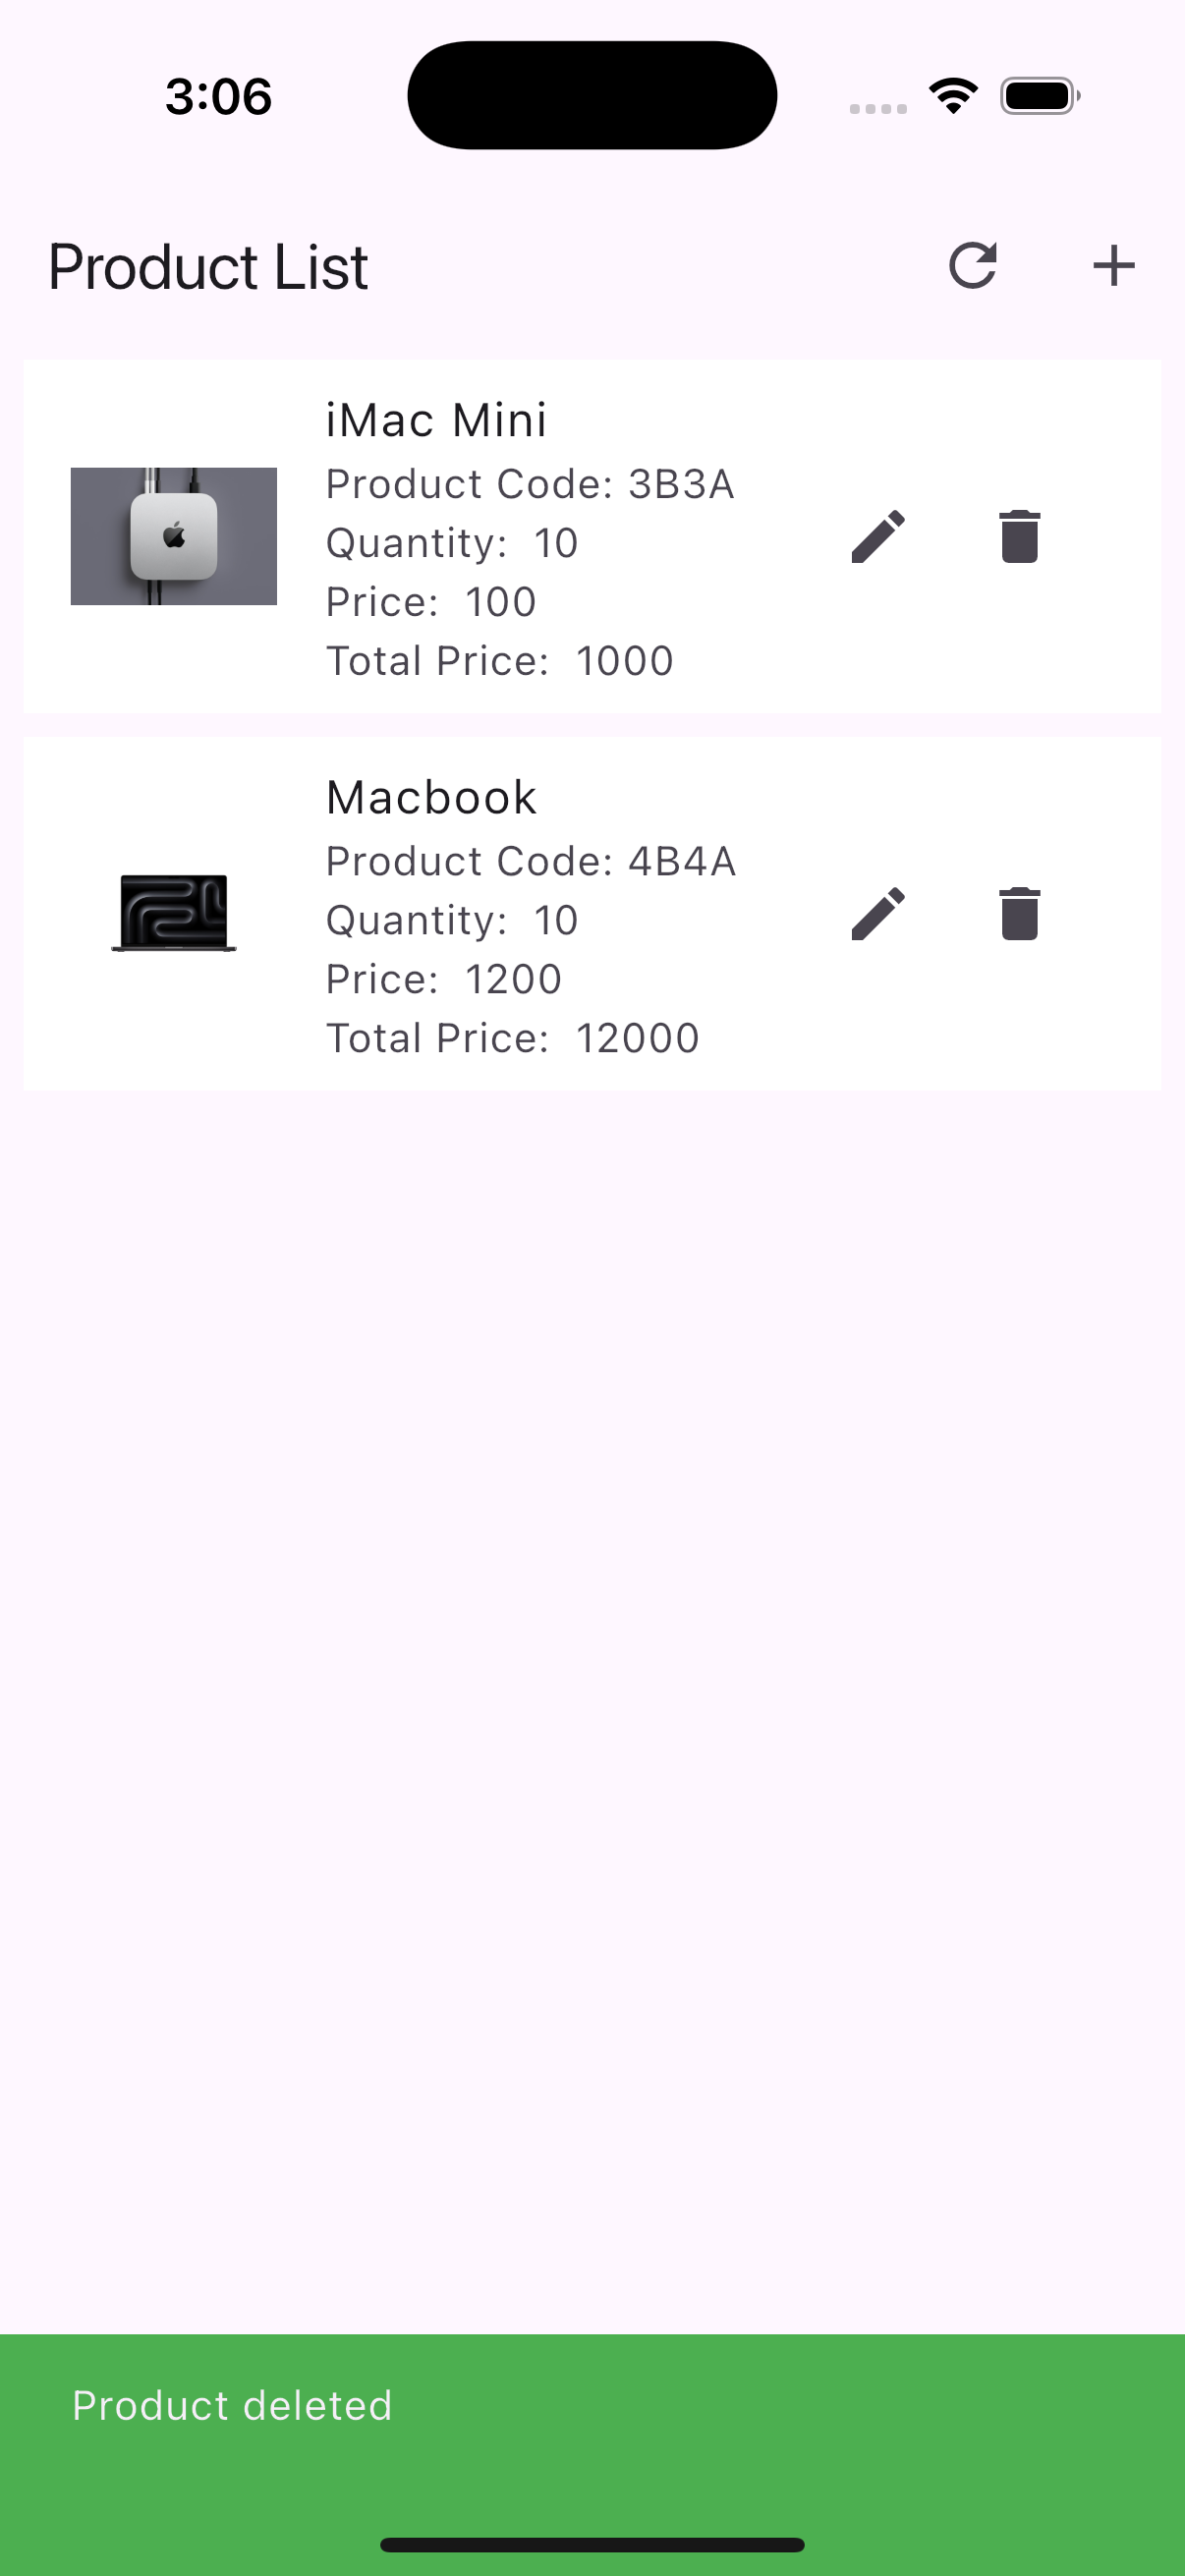 3:06
Product List
iMac Mini
Product Code: 3B3A
Quantity: 10
Price: 100
Total Price: 1000
Macbook
Product Code: 4B4A
Quantity: 10
Price: 1200
Total Price: 12000
Product deleted